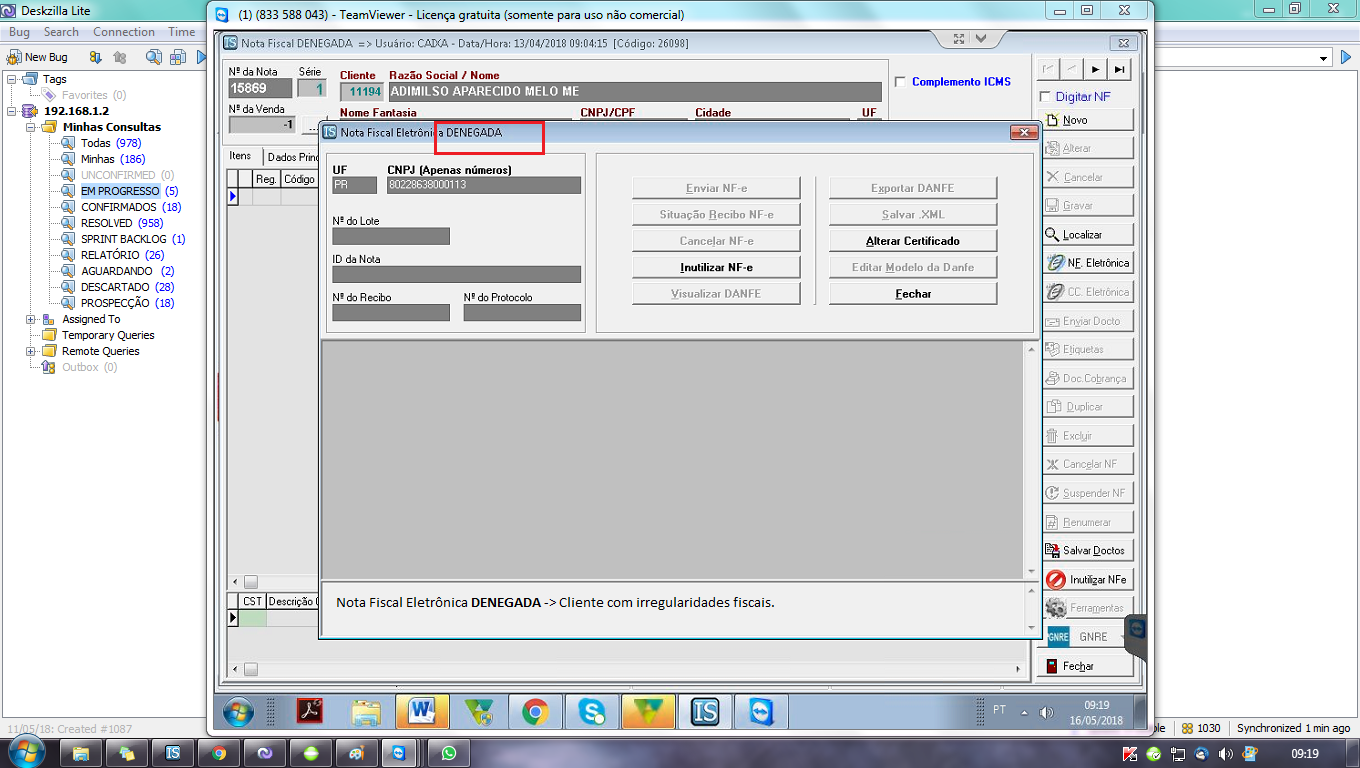 Deskzilla Lite
Bug Search Connection Time
New Bug
Tags
Favorites (0)
192.168.1.2
Minhas Consultas
Todas (978)
Minhas (186)
UNCONFIRMED (0)
EM PROGRESSO (5)
CONFIRMADOS (18)
RESOLVED (958)
SPRINT BACKLOG (1)
RELATÓRIO (26)
AGUARDANDO (2)
DESCARTADO (28)
PROSPECÇÃO (18)
Assigned To
Temporary Queries
Remote Queries
Outbox (0)
11/05/18: Created #1087
(1) (833 588 043) - TeamViewer - Licença gratuita (somente para uso não comercial)
Nota Fiscal DENEGADA => Usuário: CAIXA - Data/Hora: 13/04/2018 09:04:15 [Código: 26098]
Nº da Nota Série Cliente Razão Social / Nome
15869 1 11194 ADIMILSO APARECIDO MELO ME
Nº da Venda Nome Fantasia CNPJ/CPF Cidade UF
-1 ...
Complemento ICMS
Itens Dados Princ
Reg. Código
CST Descrição
Nota Fiscal Eletrônica DENEGADA
UF CNPJ (Apenas números)
PR 80228638000113
Nº do Lote
ID da Nota
Nº do Recibo Nº do Protocolo
Enviar NF-e Exportar DANFE
Situação Recibo NF-e Salvar .XML
Cancelar NF-e Alterar Certificado
Inutilizar NF-e Editar Modelo da Danfe
Visualizar DANFE Fechar
Nota Fiscal Eletrônica DENEGADA -> Cliente com irregularidades fiscais.
Digitar NF
Novo
Alterar
Cancelar
Gravar
Localizar
NF. Eletrônica
CC. Eletrônica
Enviar Docto
Etiquetas
Doc.Cobrança
Duplicar
Excluir
Cancelar NF
Suspender NF
Renumerar
Salvar Doctos
Inutilizar NFe
Ferramentas
GNRE GNRE
Fechar
PT 09:19
16/05/2018
1030 Synchronized 1 min ago
09:19